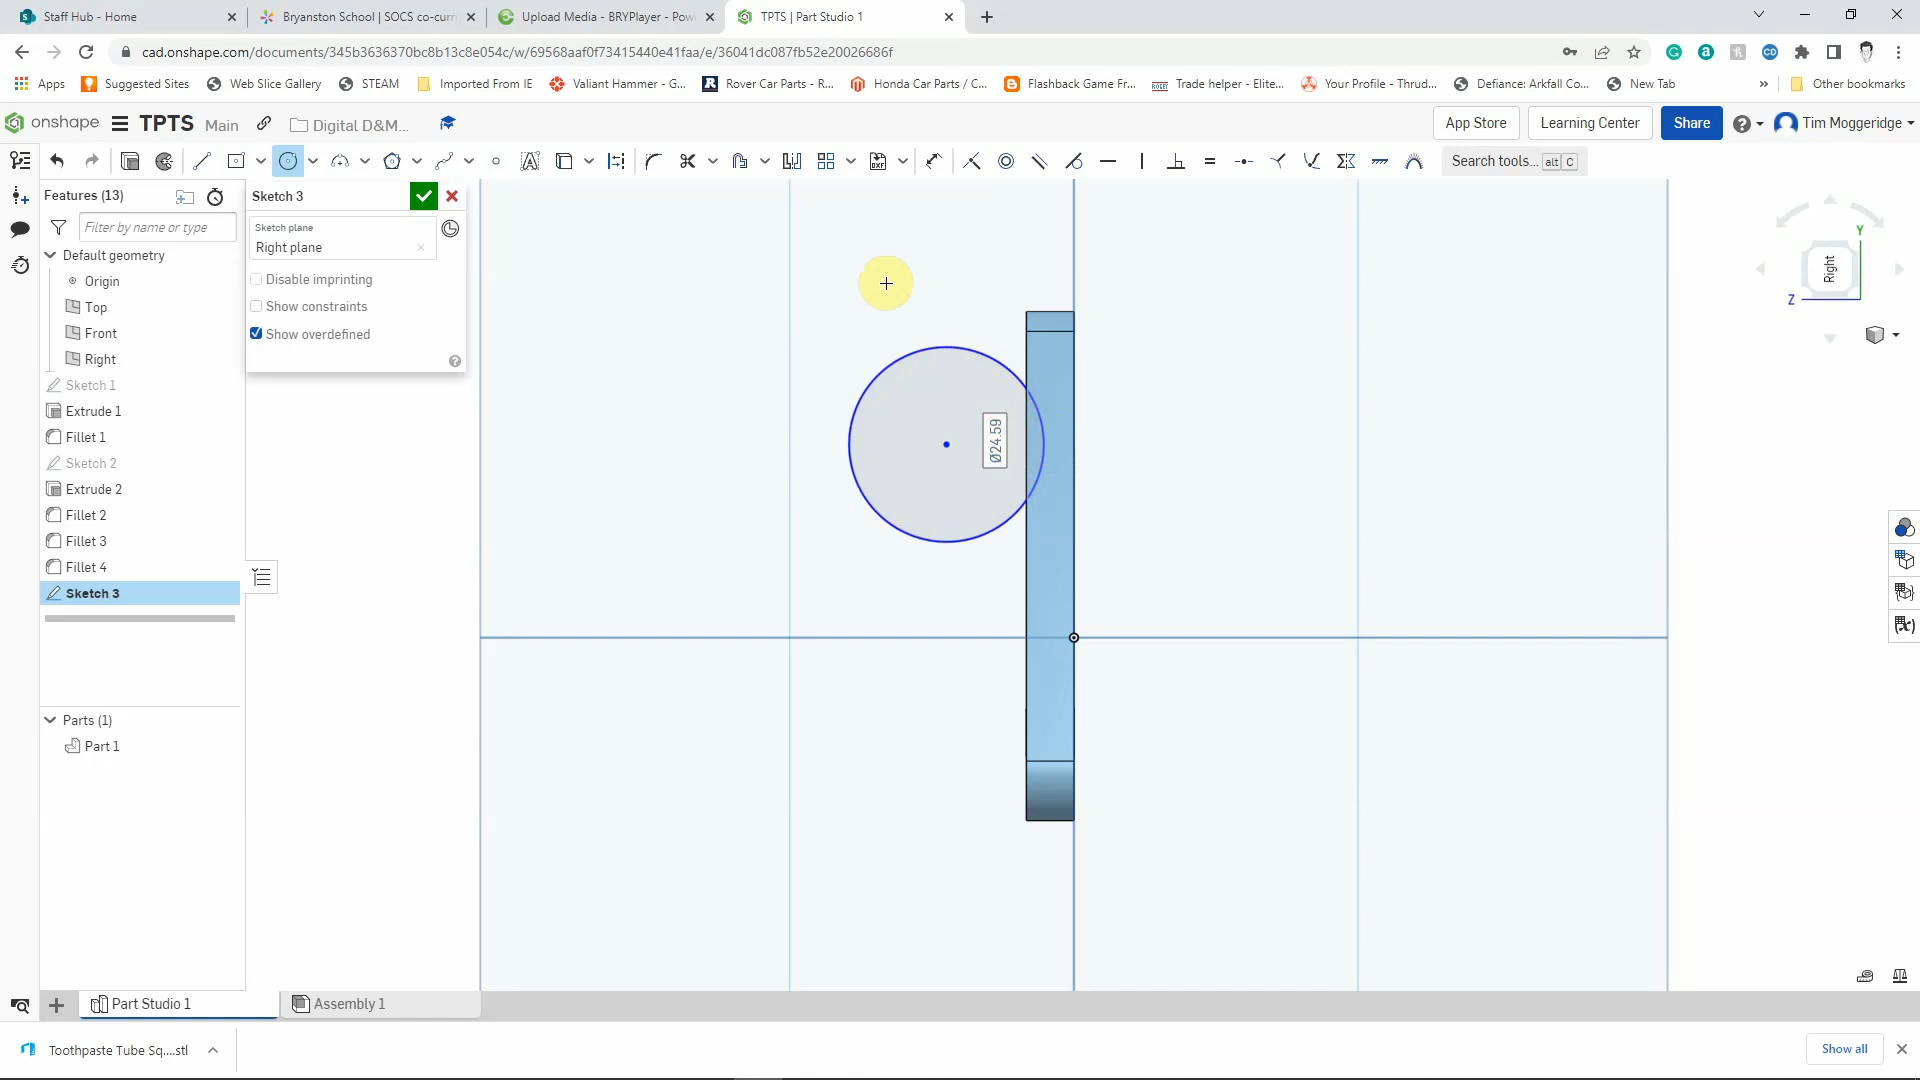 Staff Hub - Home
Bryanston School | SOCS co-curr
Upload Media - BRYPlayer - Pow
TPTS | Part Studio 1
cad.onshape.com/documents/345b3636370bc8b13c8e054c/w/69568aaf0f73415440e41faa/e/36041dc087fb52e20026686f
Apps
Suggested Sites
Web Slice Gallery
STEAM
Imported From IE
Valiant Hammer - G...
Rover Car Parts - R...
Honda Car Parts / C...
Flashback Game Fr...
Trade helper - Elite...
Your Profile - Thrud...
Defiance: Arkfall Co...
New Tab
»
Other bookmarks
onshape
TPTS
Main
Digital D&M...
App Store
Learning Center
Share
Tim Moggeridge
Search tools...
alt C
Features (13)
Filter by name or type
Default geometry
Origin
Top
Front
Right
Sketch 1
Extrude 1
Fillet 1
Sketch 2
Extrude 2
Fillet 2
Fillet 3
Fillet 4
Sketch 3
Parts (1)
Part 1
Sketch 3
Sketch plane
Right plane
Disable imprinting
Show constraints
Show overdefined
Ø24.59
Y
Right
Z
Part Studio 1
Assembly 1
Toothpaste Tube Sq....stl
Show all